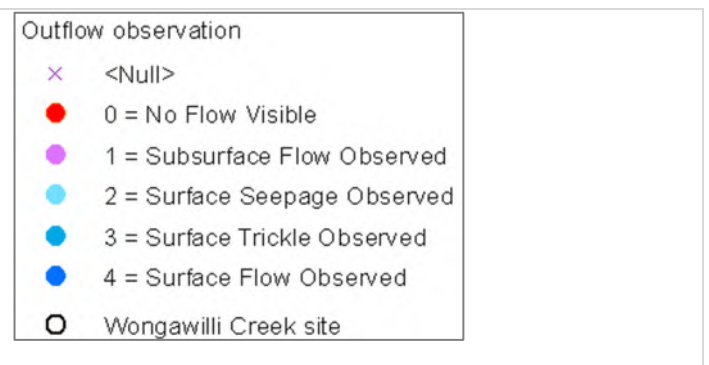 Outflow observation
<Null>
0 = No Flow Visible
1 = Subsurface Flow Observed
2 = Surface Seepage Observed
3 = Surface Trickle Observed
4 = Surface Flow Observed
Wongawilli Creek site